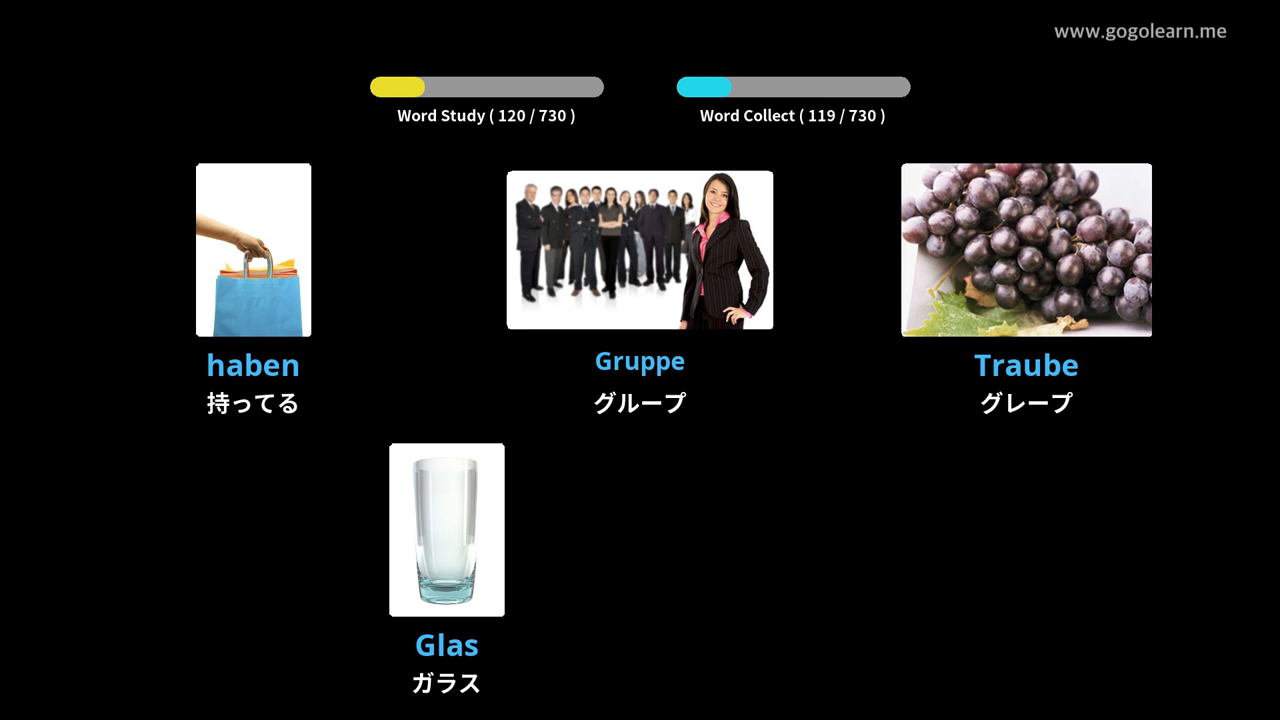 www.gogolearn.me
Word Study ( 120 / 730 )
Word Collect ( 119 / 730 )
haben
持ってる
Gruppe
グループ
Traube
グレープ
Glas
ガラス